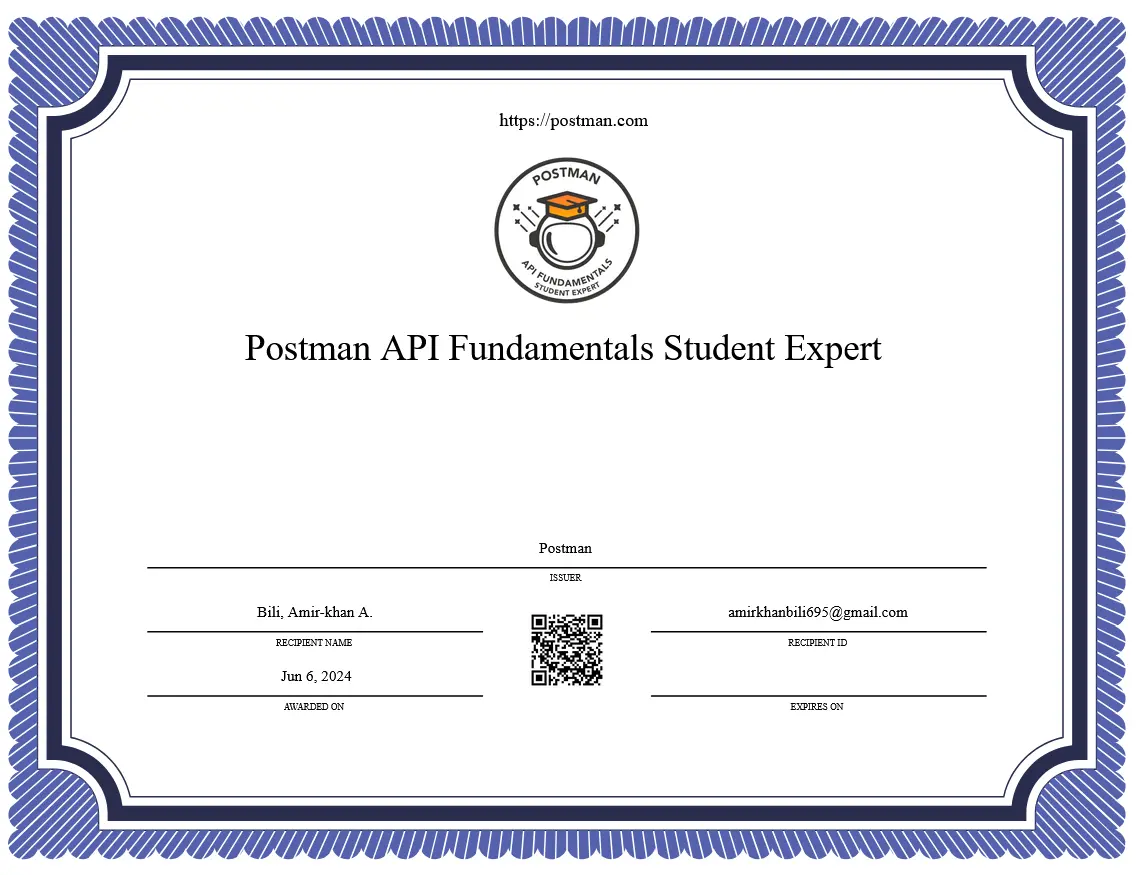 https://postman.com
POSTMAN
API FUNDAMENTALS
STUDENT EXPERT
Postman API Fundamentals Student Expert
Postman
ISSUER
Bili, Amir-khan A.
RECIPIENT NAME
amirkhanbili695@gmail.com
RECIPIENT ID
Jun 6, 2024
AWARDED ON
EXPIRES ON